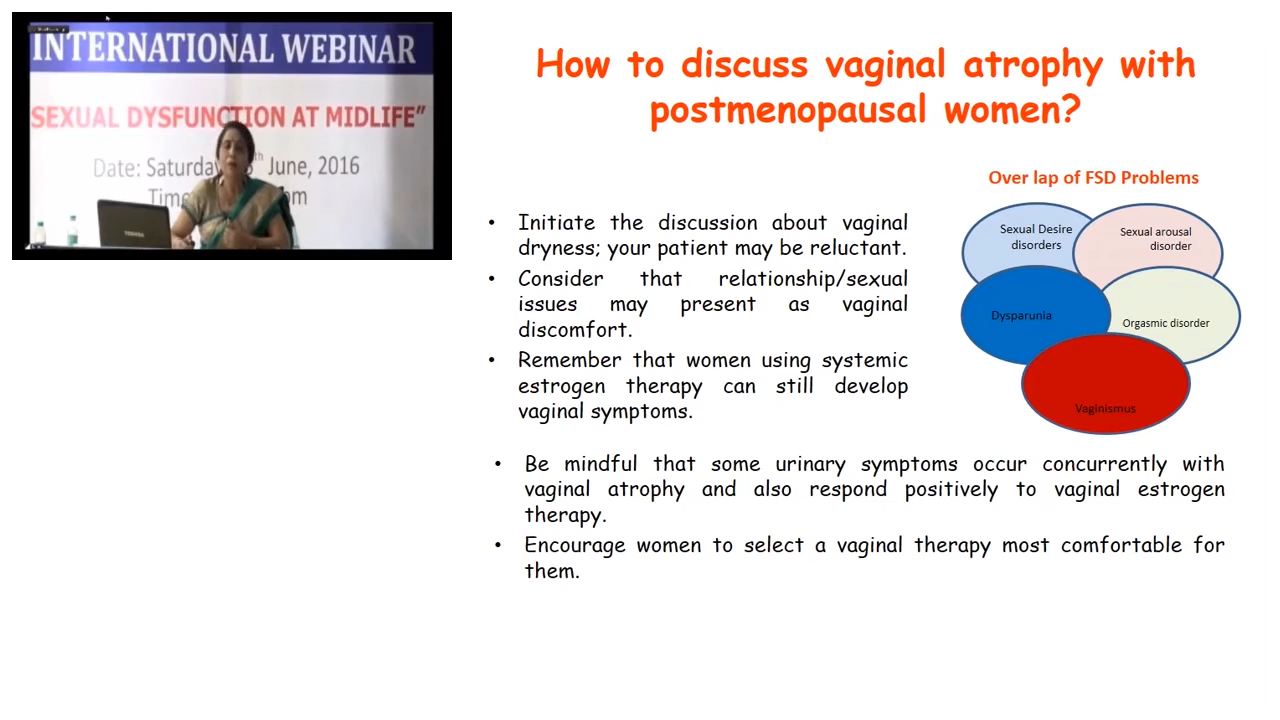 INTERNATIONAL WEBINAR
SEXUAL DYSFUNCTION AT MIDLIFE”
Date: Saturday th June, 2016
Time pm
TOSHIBA
How to discuss vaginal atrophy with
postmenopausal women?
• Initiate the discussion about vaginal
dryness; your patient may be reluctant.
• Consider that relationship/sexual
issues may present as vaginal
discomfort.
• Remember that women using systemic
estrogen therapy can still develop
vaginal symptoms.
• Be mindful that some urinary symptoms occur concurrently with
vaginal atrophy and also respond positively to vaginal estrogen
therapy.
• Encourage women to select a vaginal therapy most comfortable for
them.
Over lap of FSD Problems
Sexual Desire
disorders
Sexual arousal
disorder
Dysparunia
Orgasmic disorder
Vaginismus